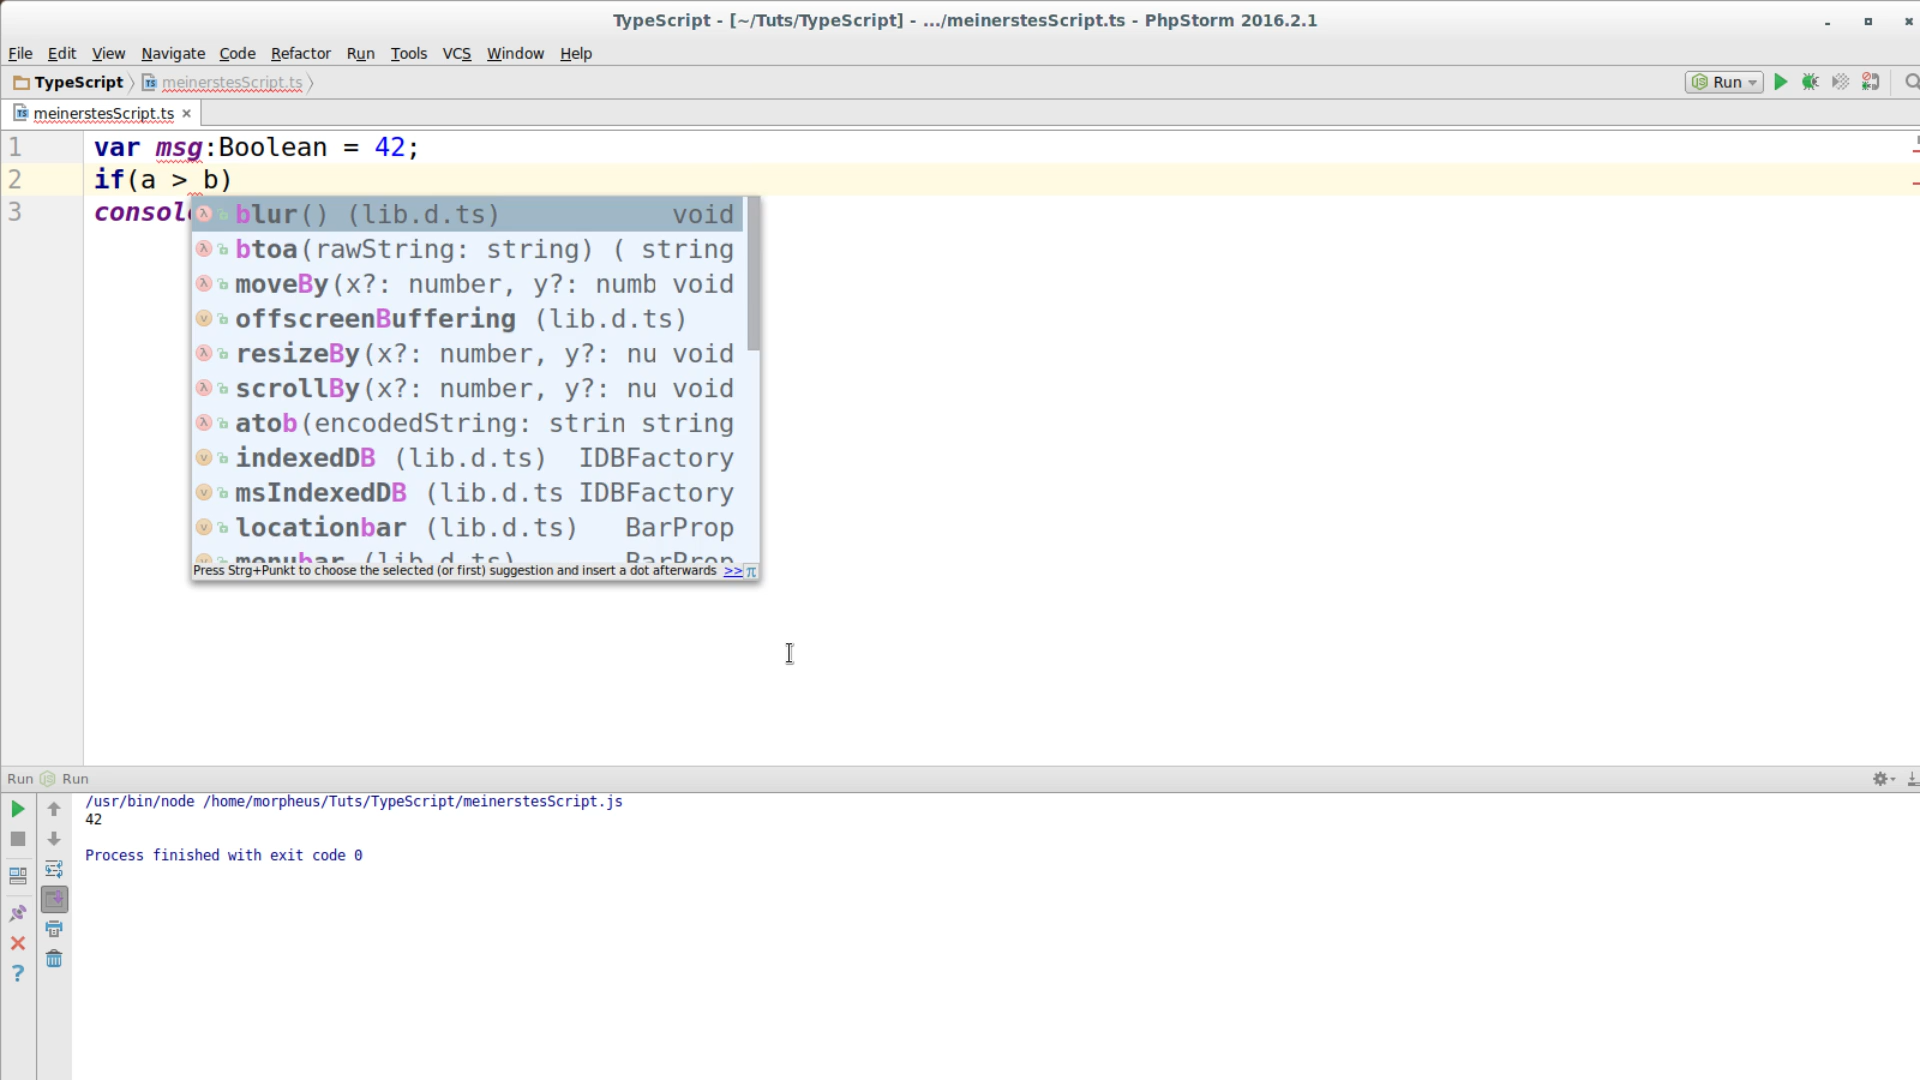 TypeScript - [~/Tuts/TypeScript] - .../meinerstesScript.ts - PhpStorm 2016.2.1
File Edit View Navigate Code Refactor Run Tools VCS Window Help
TypeScript meinerstesScript.ts Run
meinerstesScript.ts
1 var msg:Boolean = 42;
2 if(a > b)
3 consol
blur() (lib.d.ts) void
btoa(rawString: string) ( string
moveBy(x?: number, y?: numb void
offscreenBuffering (lib.d.ts)
resizeBy(x?: number, y?: nu void
scrollBy(x?: number, y?: nu void
atob(encodedString: strin string
indexedDB (lib.d.ts) IDBFactory
msIndexedDB (lib.d.ts IDBFactory
locationbar (lib.d.ts) BarProp
menubar (lib.d.ts) BarProp
Press Strg+Punkt to choose the selected (or first) suggestion and insert a dot afterwards >> π
Run Run
/usr/bin/node /home/morpheus/Tuts/TypeScript/meinerstesScript.js
42
Process finished with exit code 0